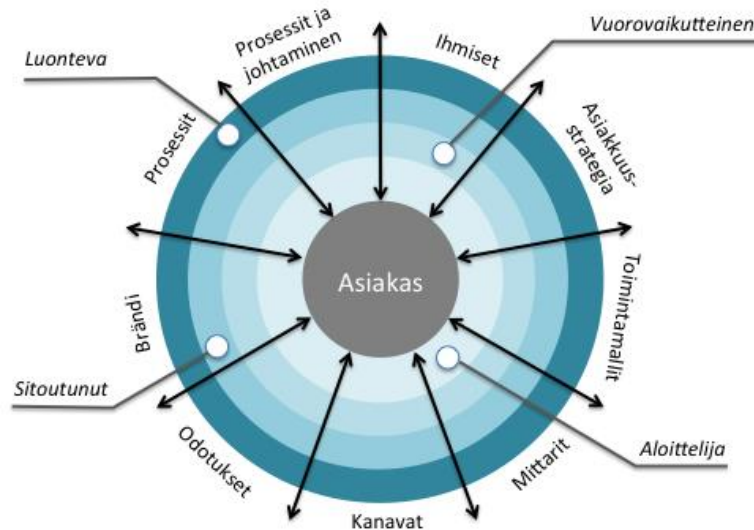 Vuorovaikutteinen
Prosessit ja
johtaminen
Ihmiset
Luonteva
Asiakkuus-
strategia
Prosessit
Asiakas
Toimintamallit
Brändi
Sitoutunut
Odotukset
Mittarit
Aloittelija
Kanavat